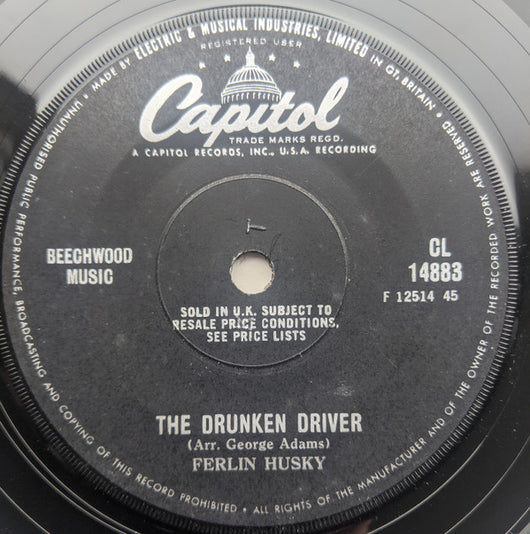 MADE BY ELECTRIC & MUSICAL INDUSTRIES, LIMITED IN GT. BRITAIN.
REGISTERED USER
Capitol
TRADE MARKS REGD.
A CAPITOL RECORDS, INC., U.S.A. RECORDING
BEECHWOOD
MUSIC
CL
14883
F 12514 45
T
SOLD IN U.K. SUBJECT TO
RESALE PRICE CONDITIONS,
SEE PRICE LISTS
THE DRUNKEN DRIVER
(Arr. George Adams)
FERLIN HUSKY
UNAUTHORISED PUBLIC PERFORMANCE, BROADCASTING AND COPYING OF THIS RECORD PROHIBITED • ALL RIGHTS OF THE MANUFACTURER AND OF THE OWNER OF THE RECORDED WORK ARE RESERVED.